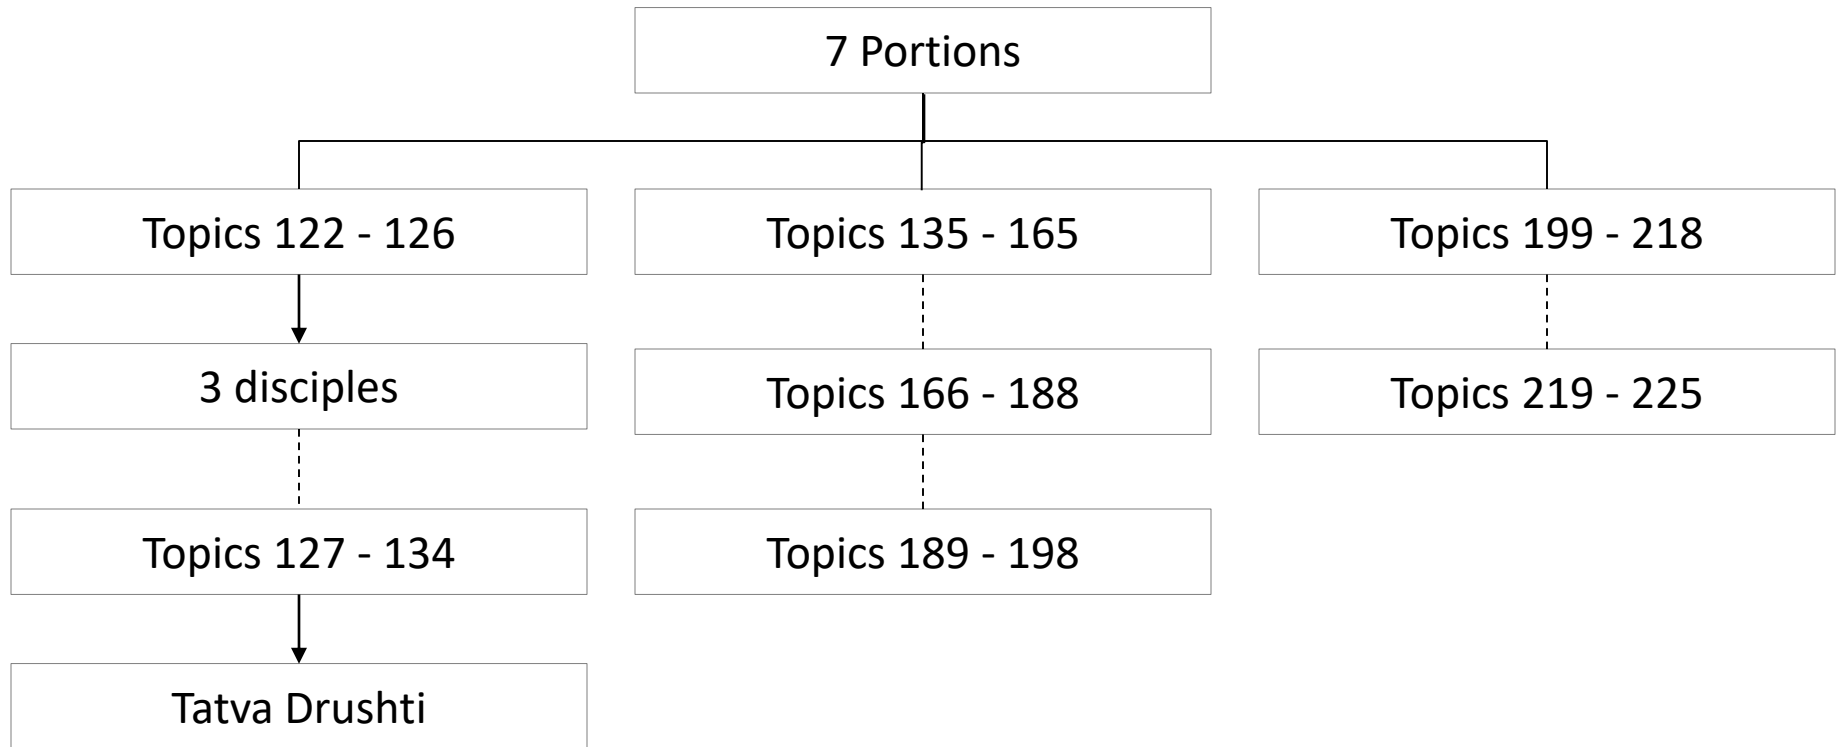 7 Portions
Topics 122 - 126
Topics 135 - 165
Topics 199 - 218
3 disciples
Topics 166 - 188
Topics 219 - 225
Topics 127 - 134
Topics 189 - 198
Tatva Drushti